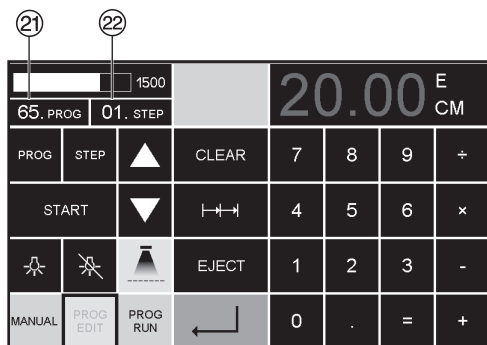 21 22
1500
20.00 E CM
65. PROG 01. STEP
PROG STEP CLEAR 7 8 9 ÷
START 4 5 6 ×
EJECT 1 2 3 -
MANUAL PROG EDIT PROG RUN 0 . = +